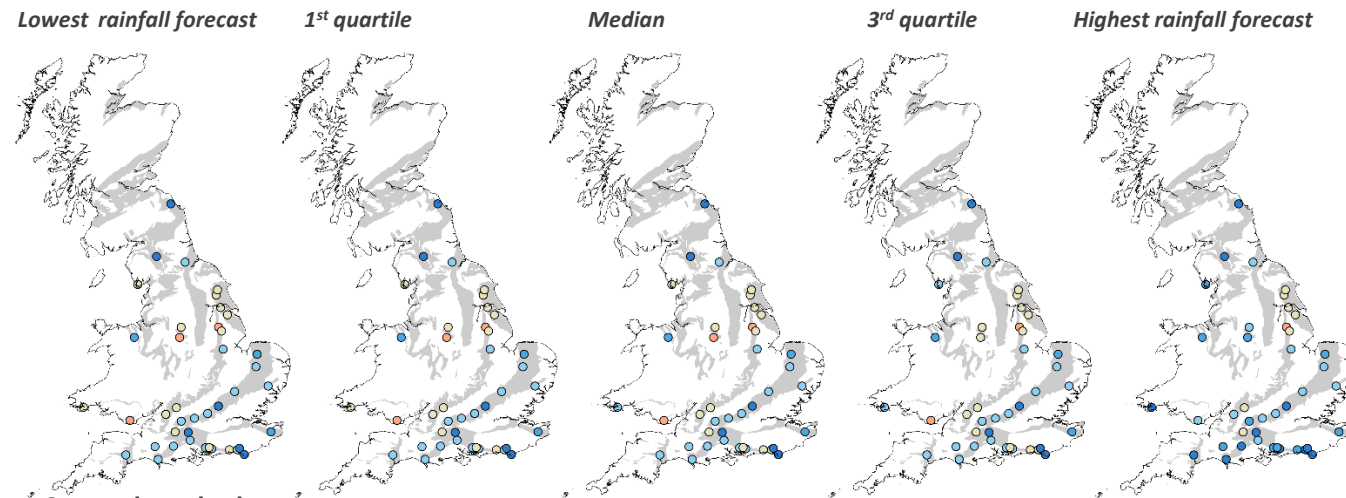 Lowest rainfall forecast
1st quartile
Median
3rd quartile
Highest rainfall forecast